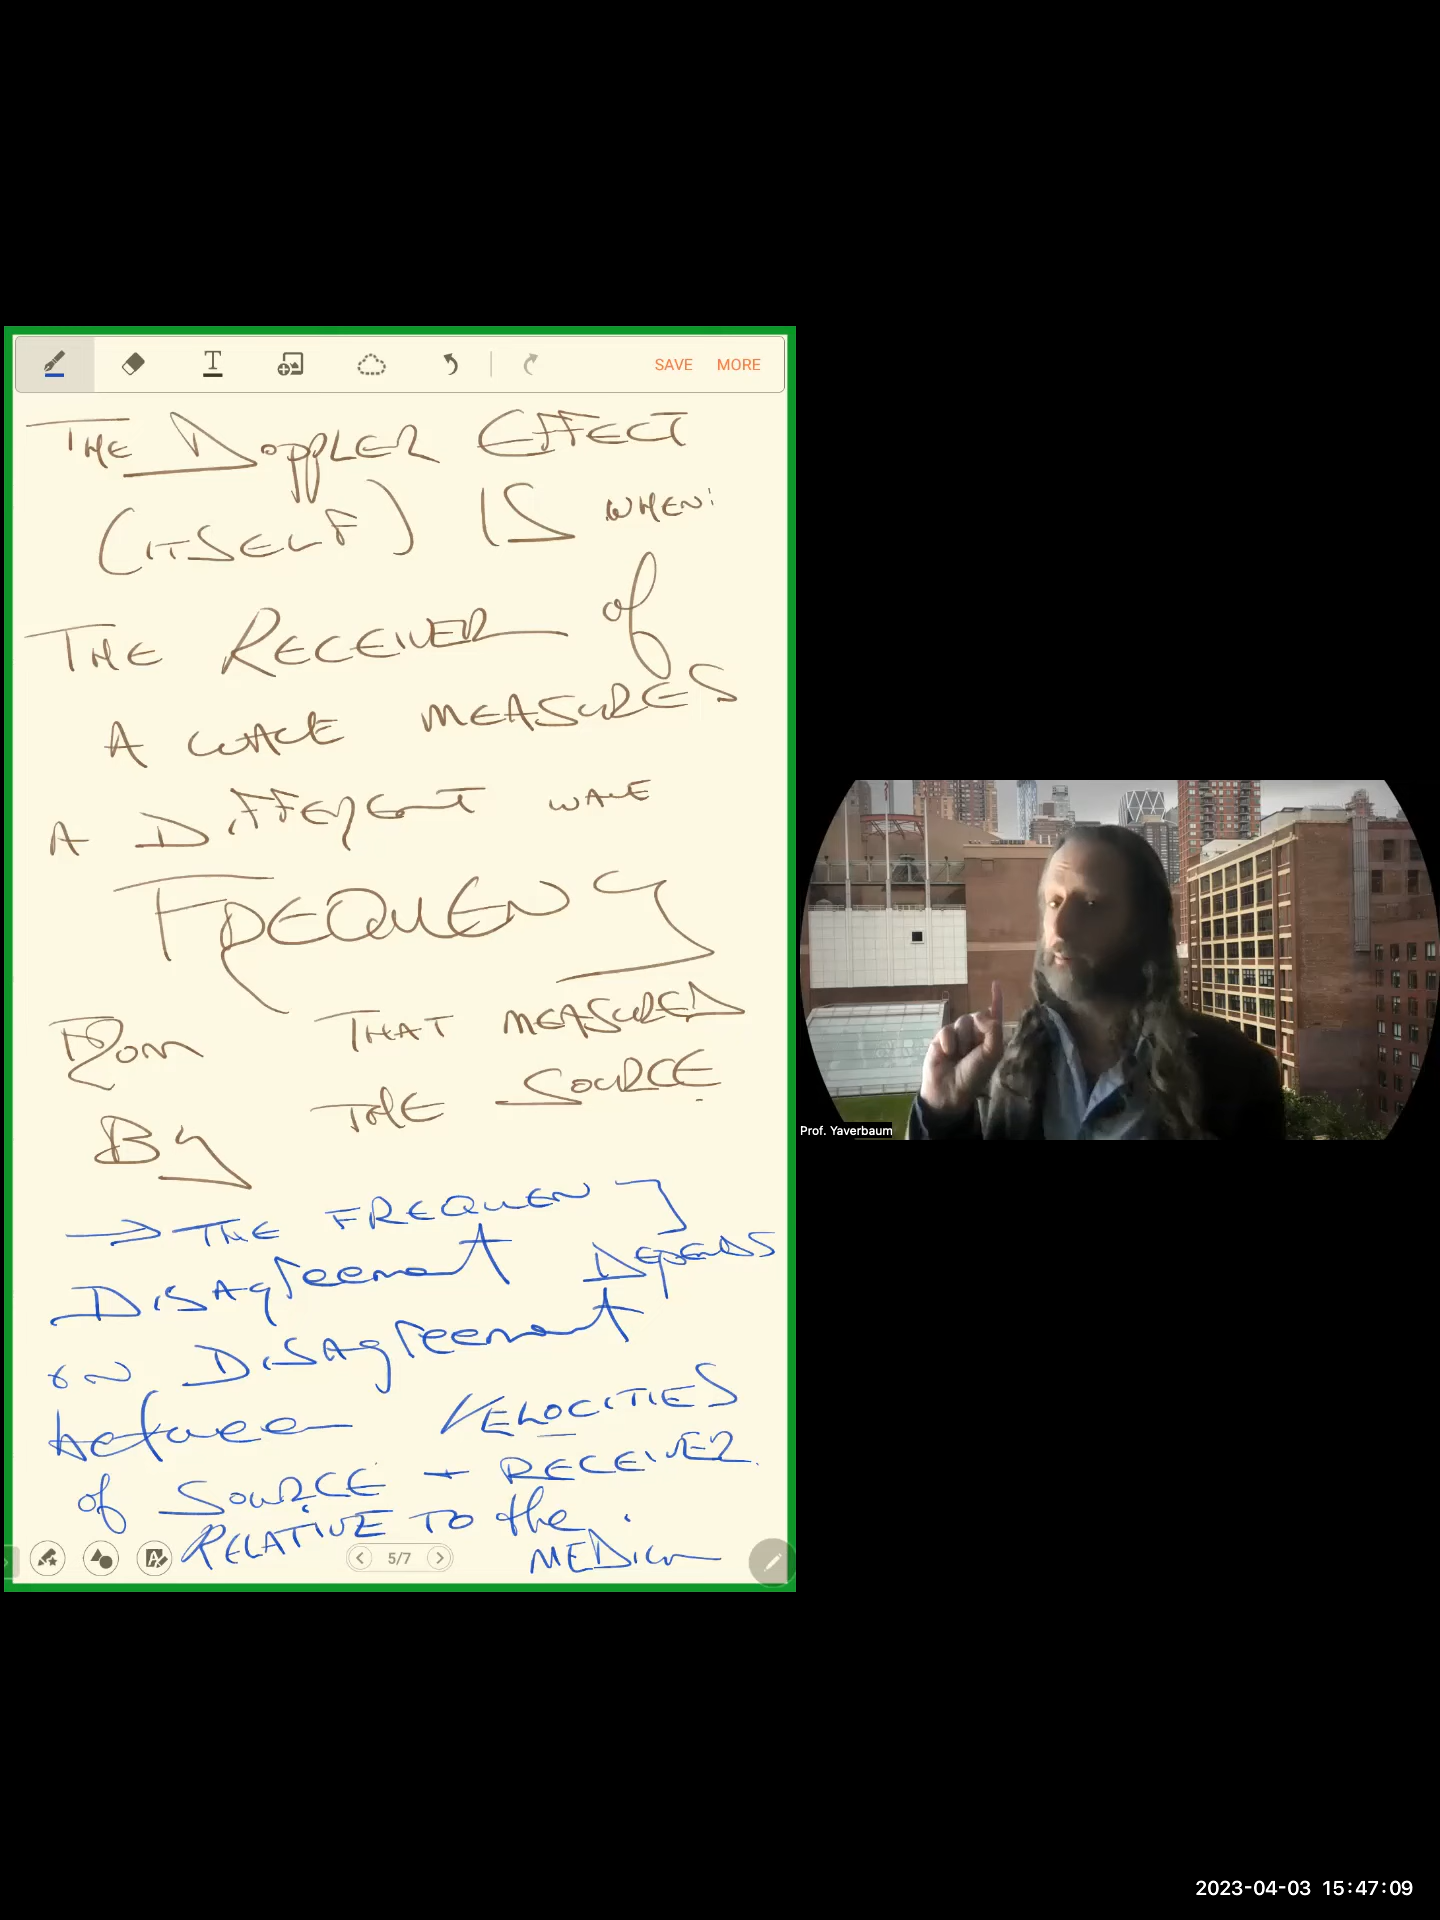 T
SAVE MORE
THE DOPPLER EFFECT
(ITSELF) IS WHEN:
THE RECEIVER of
A WAVE MEASURES
A DIFFERENT WAVE
FREQUENCY
FROM THAT MEASURED
BY THE SOURCE
→ THE FREQUEN]
DISAgreement DEPENDS
ON DISAgreement
between VELOCITIES
of SOURCE + RECEIVER.
RELATIVE TO the
MEDIUM
5/7
Prof. Yaverbaum
2023-04-03 15:47:09